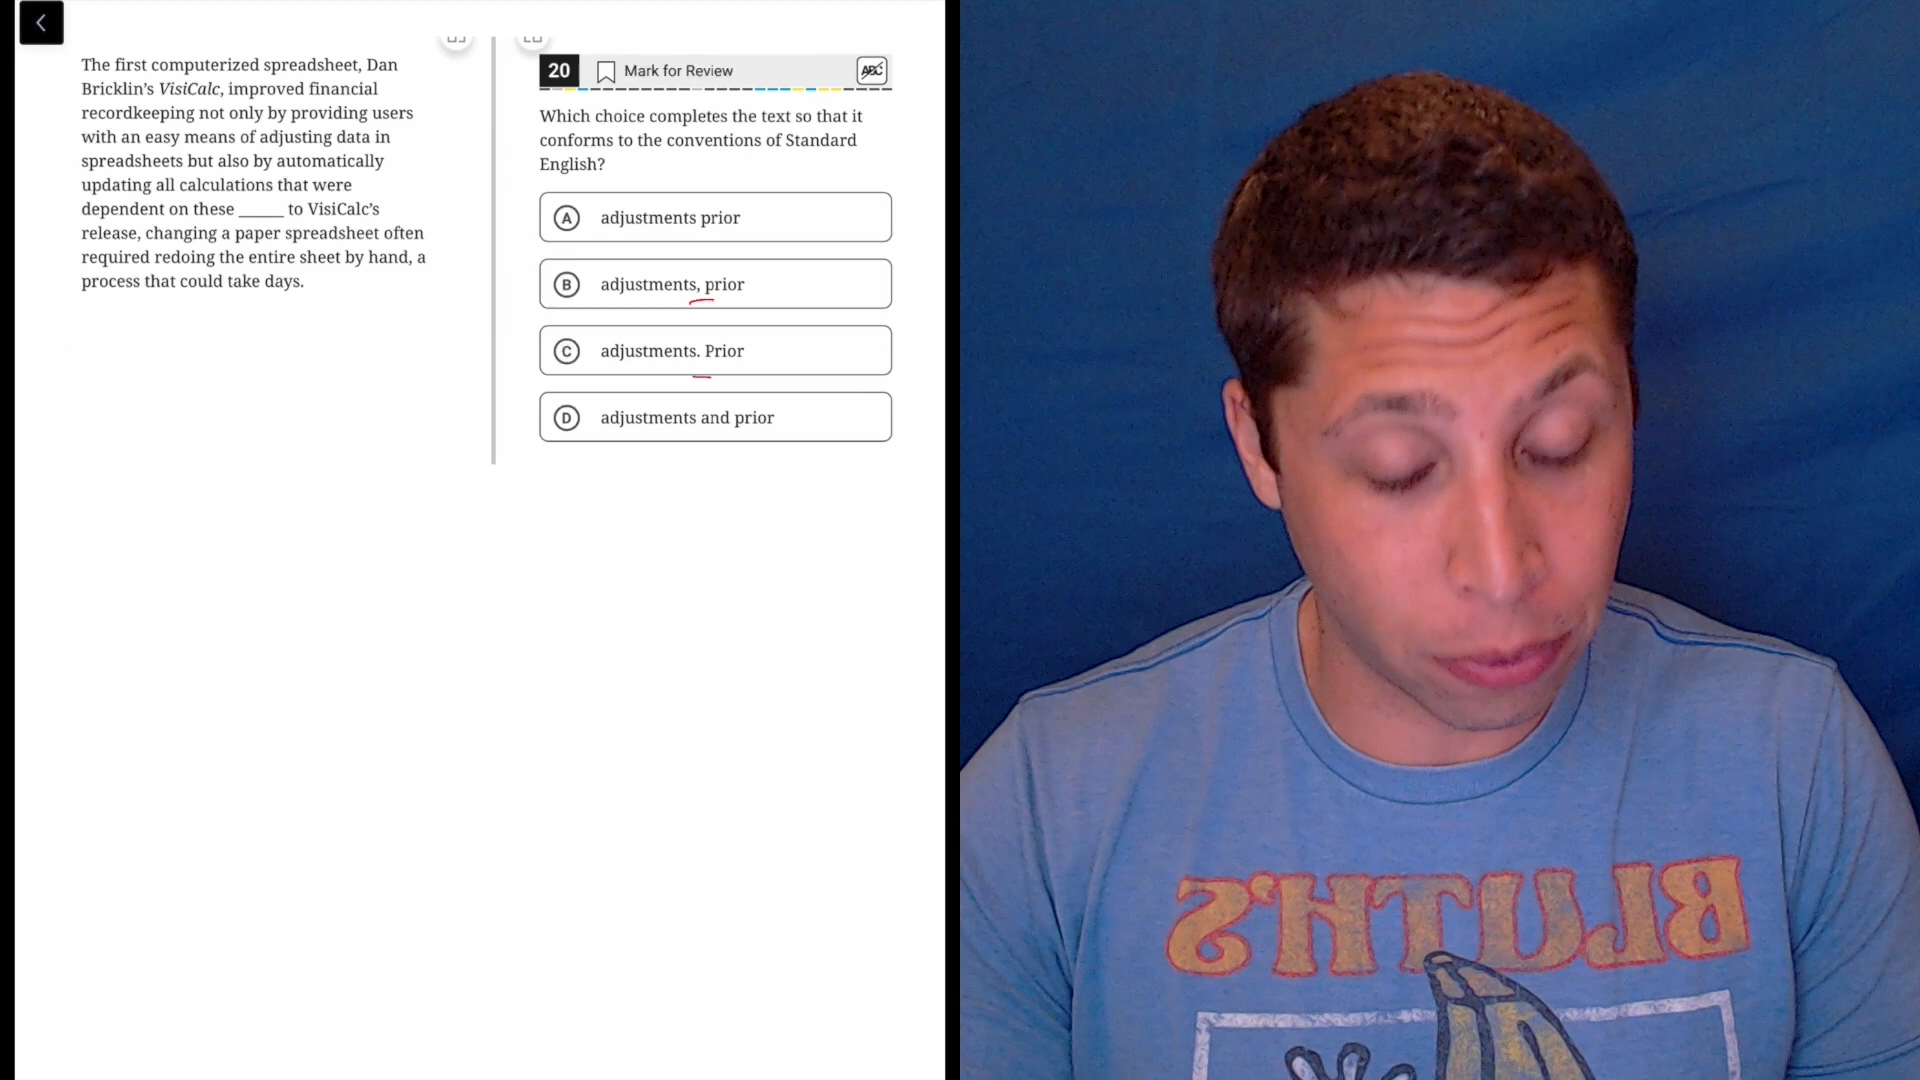 The first computerized spreadsheet, Dan
Bricklin's VisiCalc, improved financial
recordkeeping not only by providing users
with an easy means of adjusting data in
spreadsheets but also by automatically
updating all calculations that were
dependent on these ______ to VisiCalc's
release, changing a paper spreadsheet often
required redoing the entire sheet by hand, a
process that could take days.
20 Mark for Review ABC
Which choice completes the text so that it
conforms to the conventions of Standard
English?
A adjustments prior
B adjustments, prior
C adjustments. Prior
D adjustments and prior
BLUTH'S